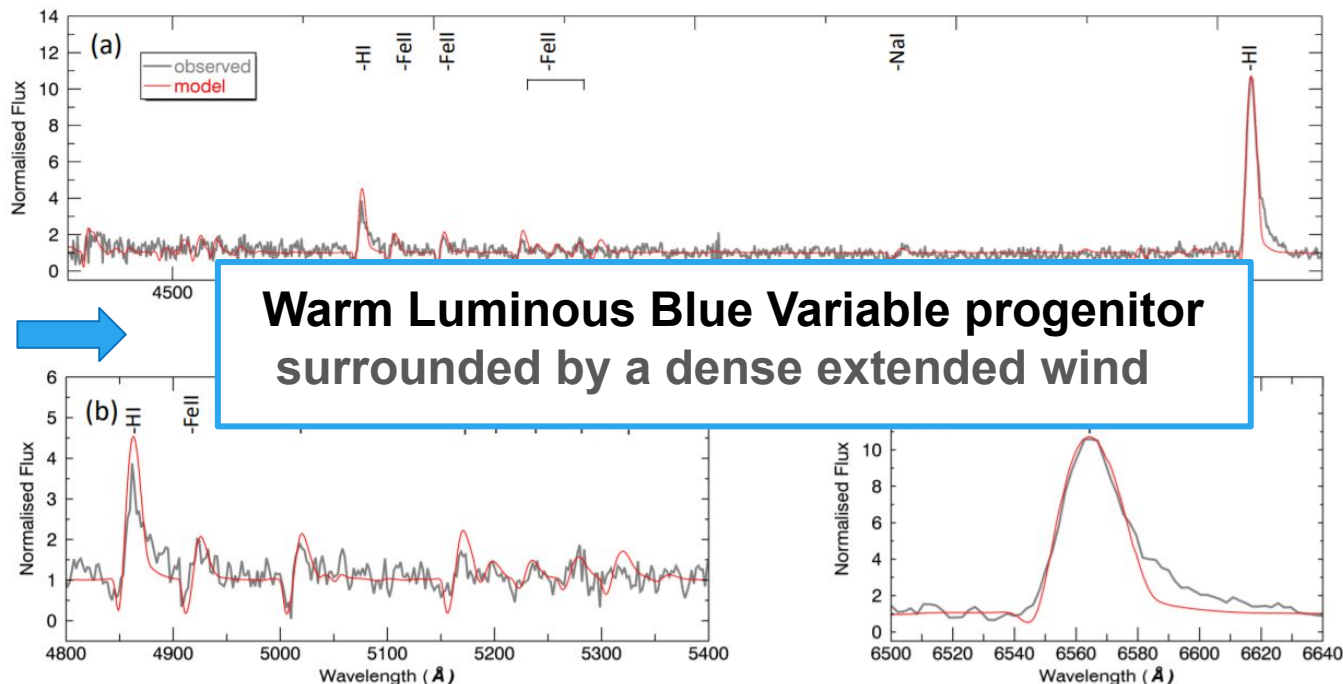 14
12
10
8
6
4
2
0
Normalised Flux
(a)
observed
model
-HI
-FeII
-FeII
-FeII
-NaI
-HI
4500
Warm Luminous Blue Variable progenitor
surrounded by a dense extended wind
6
5
4
3
2
1
0
Normalised Flux
(b)
-HI
-FeII
4800
4900
5000
5100
5200
5300
5400
Wavelength (Å)
10
8
6
4
2
0
Normalised Flux
6500
6520
6540
6560
6580
6600
6620
6640
Wavelength (Å)